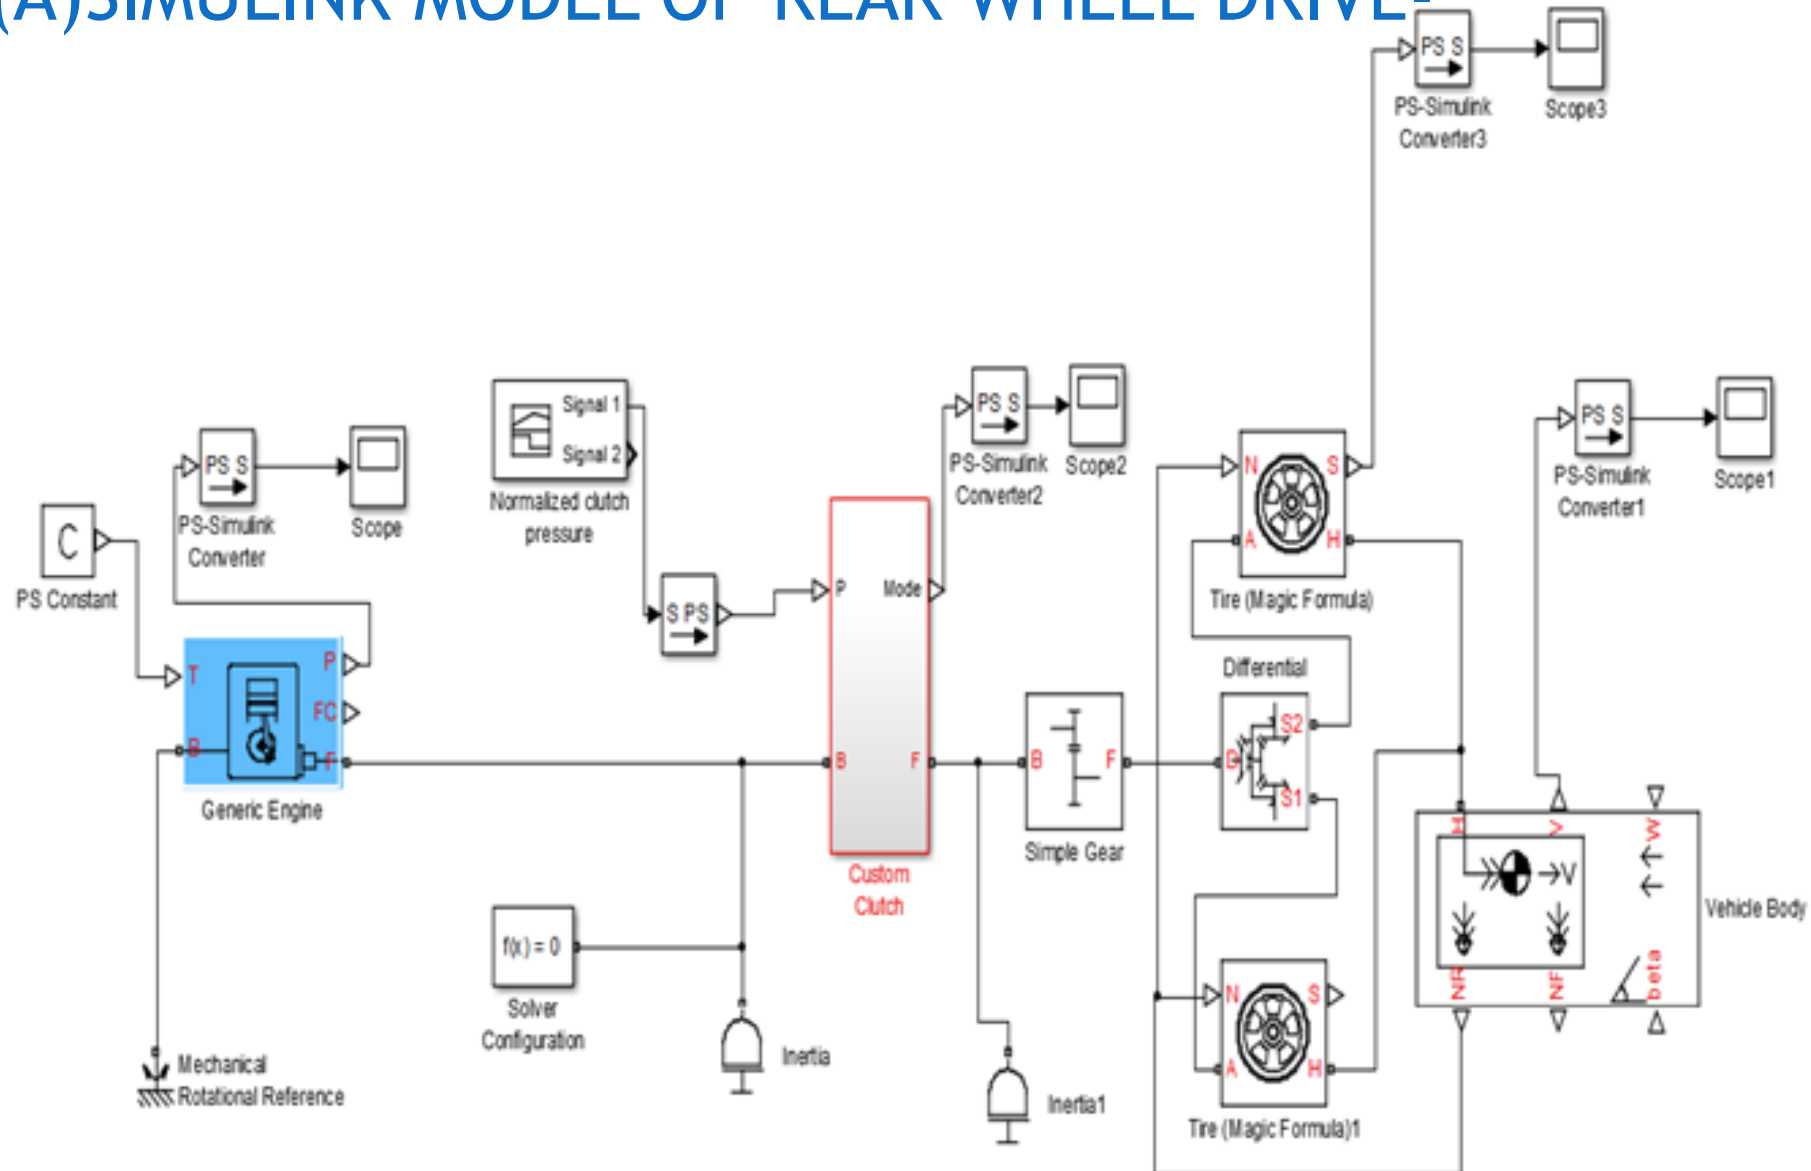 (A)SIMULINK MODEL OF REAR WHEEL DRIVE-
PS S
PS-Simulink
Converter3
Scope3
Signal 1
Signal 2
Normalized clutch
pressure
PS S
PS-Simulink
Converter2
Scope2
PS S
PS-Simulink
Converter1
Scope1
PS S
PS-Simulink
Converter
Scope
C
PS Constant
S PS
P
Mode
B
F
Custom
Clutch
N
S
A
H
Tire (Magic Formula)
T
P
FC
B
F
Generic Engine
B
F
Simple Gear
Differential
D
S2
S1
H
V
W
V
NR
NF
beta
Vehicle Body
f(x) = 0
Solver
Configuration
Inertia
Inertia1
N
S
A
H
Tire (Magic Formula)1
Mechanical
Rotational Reference